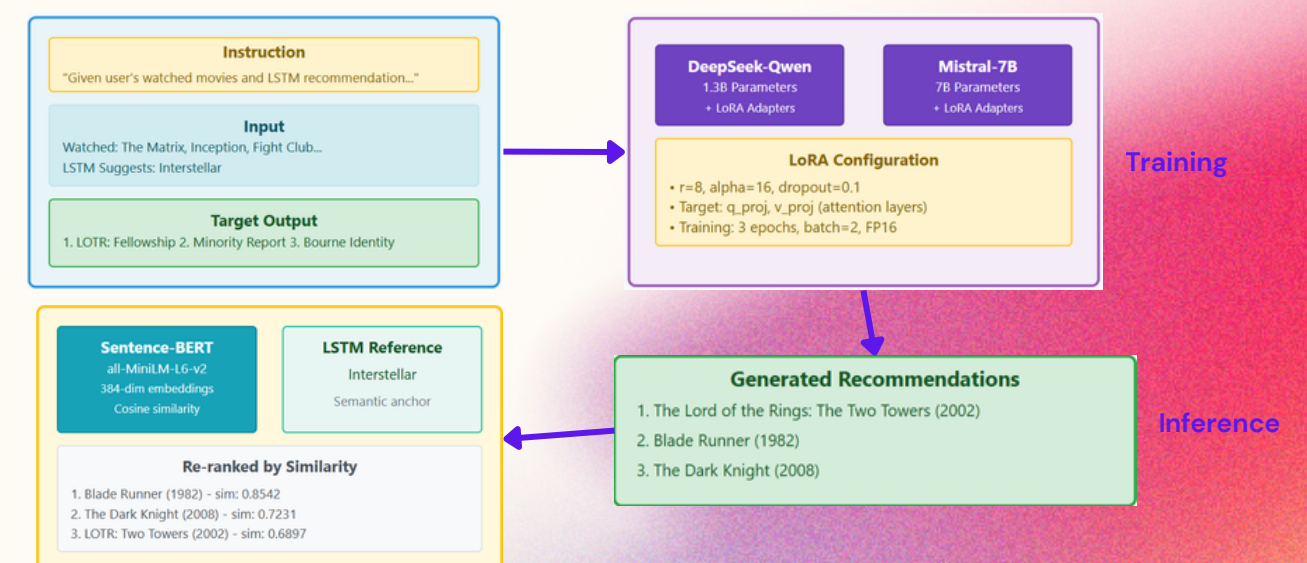 Instruction
"Given user's watched movies and LSTM recommendation..."
Input
Watched: The Matrix, Inception, Fight Club...
LSTM Suggests: Interstellar
Target Output
1. LOTR: Fellowship 2. Minority Report 3. Bourne Identity
DeepSeek-Qwen
1.3B Parameters
+ LoRA Adapters
Mistral-7B
7B Parameters
+ LoRA Adapters
LoRA Configuration
• r=8, alpha=16, dropout=0.1
• Target: q_proj, v_proj (attention layers)
• Training: 3 epochs, batch=2, FP16
Training
Generated Recommendations
1. The Lord of the Rings: The Two Towers (2002)
2. Blade Runner (1982)
3. The Dark Knight (2008)
Inference
Sentence-BERT
all-MiniLM-L6-v2
384-dim embeddings
Cosine similarity
LSTM Reference
Interstellar
Semantic anchor
Re-ranked by Similarity
1. Blade Runner (1982) - sim: 0.8542
2. The Dark Knight (2008) - sim: 0.7231
3. LOTR: Two Towers (2002) - sim: 0.6897